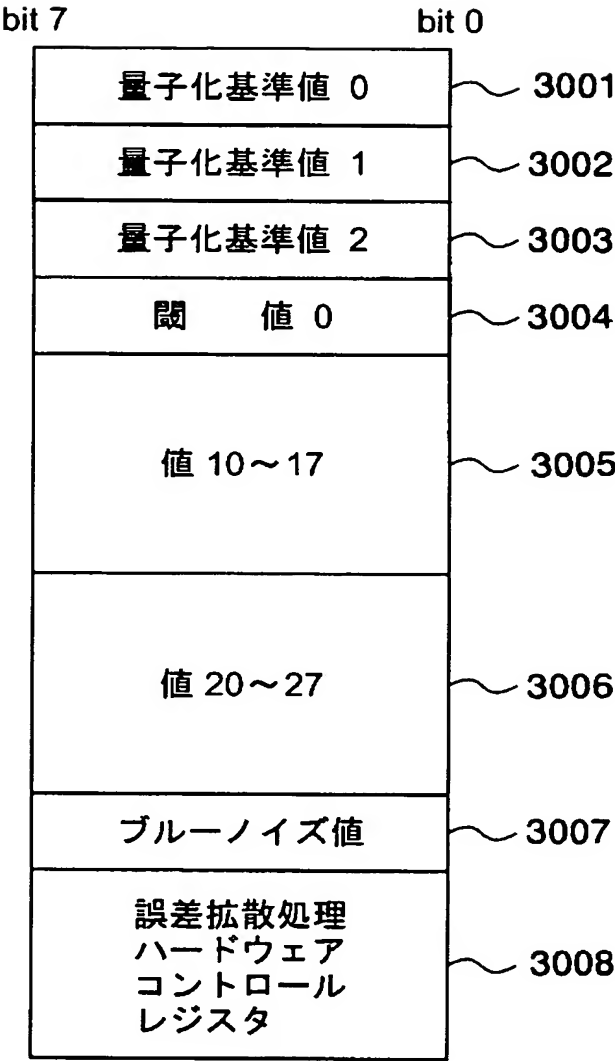 bit 7 bit 0
量子化基準値 0 3001
量子化基準値 1 3002
量子化基準値 2 3003
閾 値 0 3004
値 10～17 3005
値 20～27 3006
ブルーノイズ値 3007
誤差拡散処理
ハードウェア
コントロール
レジスタ
3008